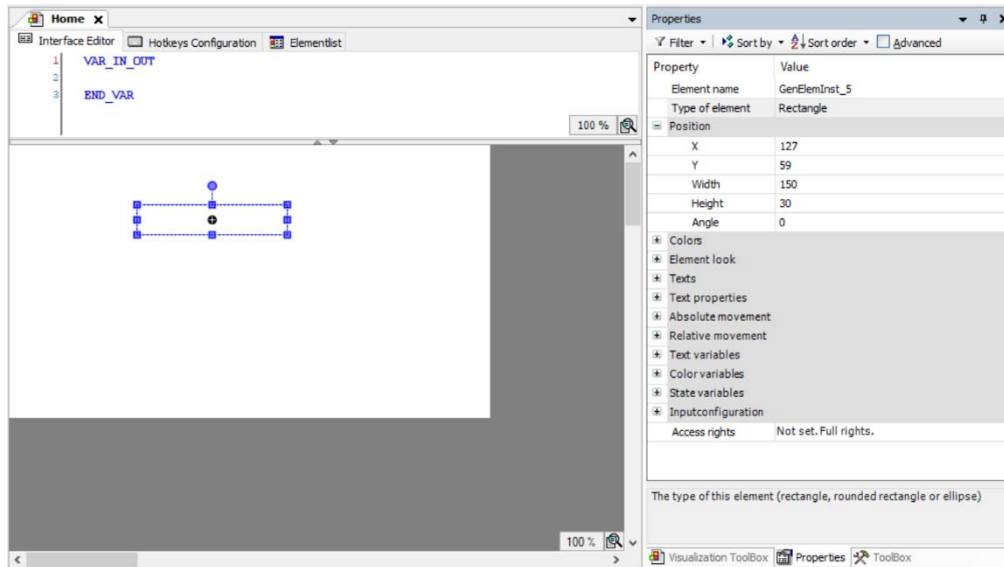 Home
Interface Editor Hotkeys Configuration Elementlist
1 VAR_IN_OUT
2
3 END_VAR
100 %
100 %
Properties
Filter Sort by Sort order Advanced
Property Value
Element name GenElemInst_5
Type of element Rectangle
Position
X 127
Y 59
Width 150
Height 30
Angle 0
Colors
Element look
Texts
Text properties
Absolute movement
Relative movement
Text variables
Color variables
State variables
Inputconfiguration
Access rights Not set. Full rights.
The type of this element (rectangle, rounded rectangle or ellipse)
Visualization ToolBox Properties ToolBox